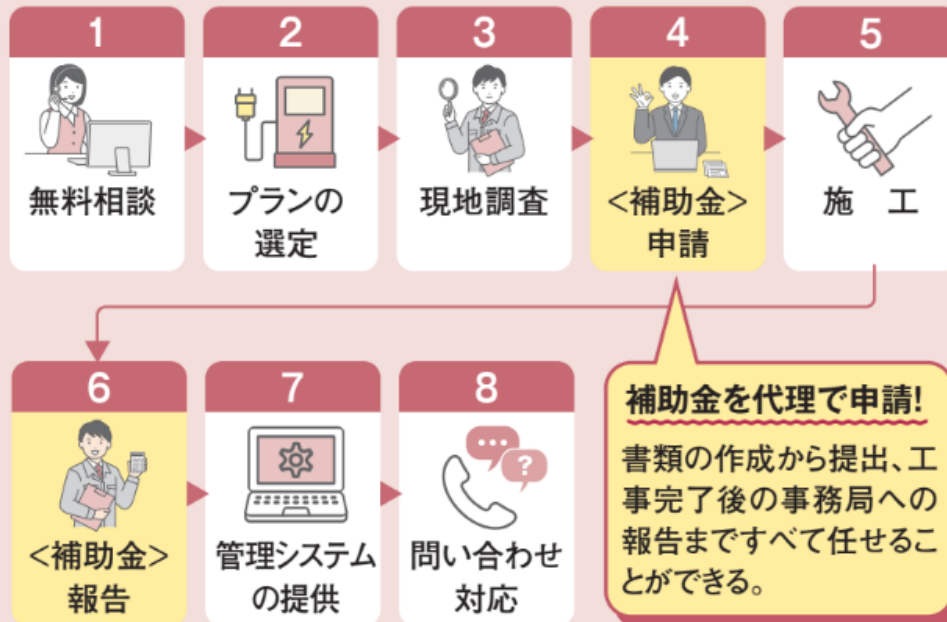 1
無料相談
2
プランの
選定
3
現地調査
4
<補助金>
申請
5
施 工
6
<補助金>
報告
7
管理システム
の提供
8
?
問い合わせ
対応
補助金を代理で申請!
書類の作成から提出、工
事完了後の事務局への
報告まですべて任せるこ
とができる。